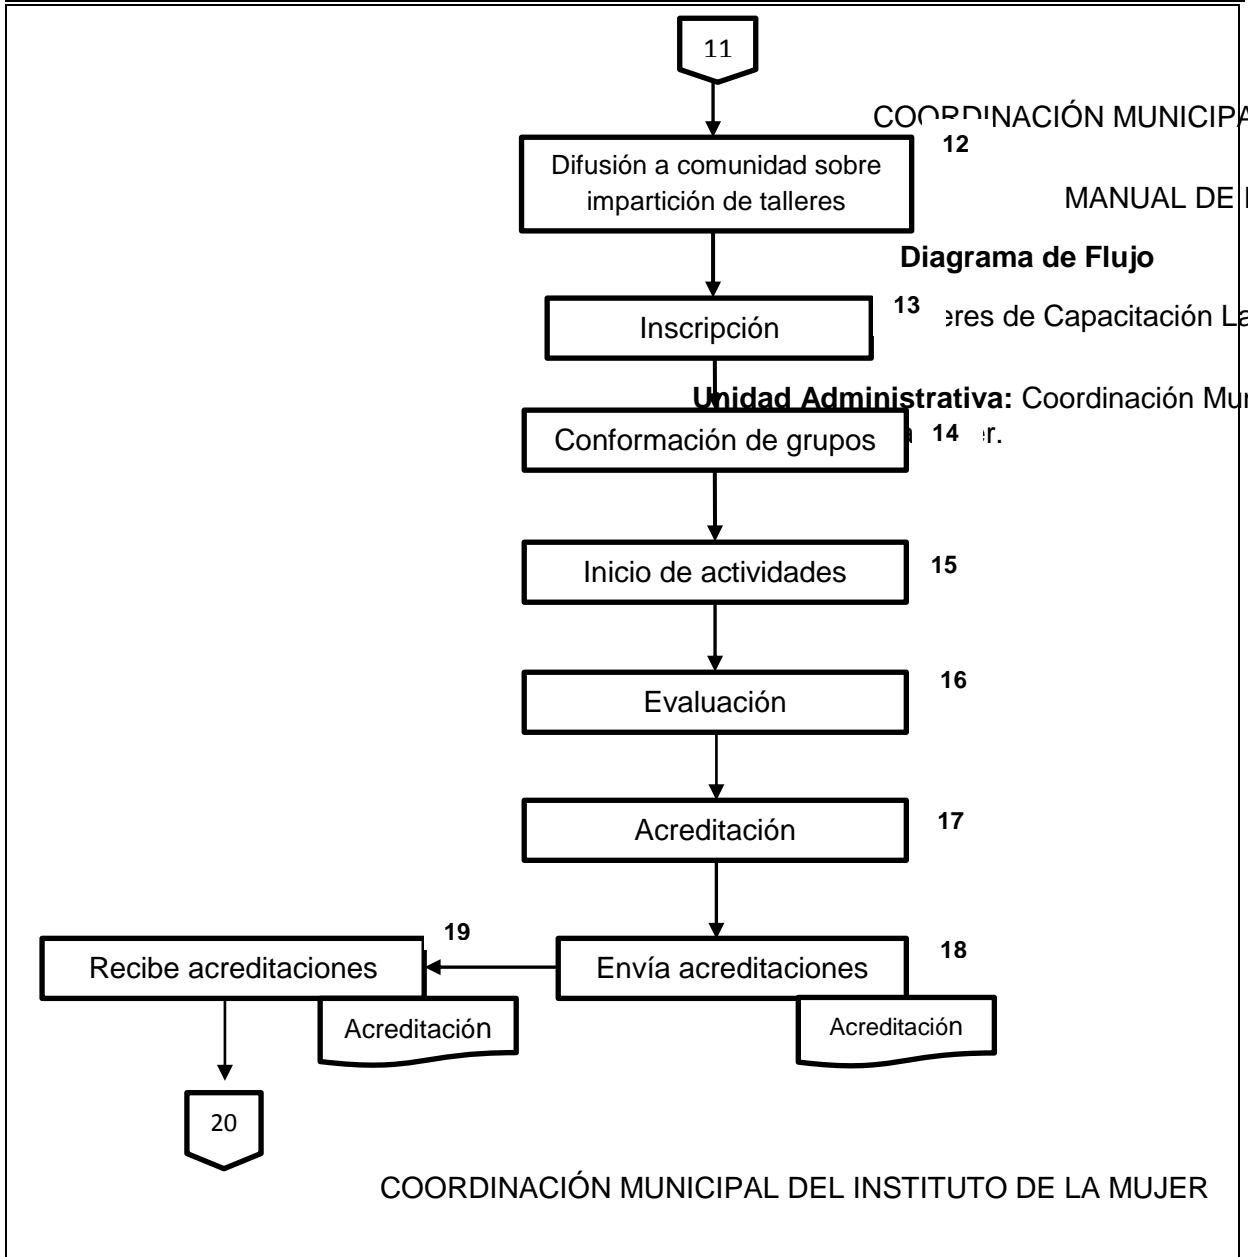 11
COORDINACIÓN MUNICIPA
12
Difusión a comunidad sobre
impartición de talleres
MANUAL DE
Diagrama de Flujo
13
Inscripción
eres de Capacitación La
Unidad Administrativa: Coordinación Mun
Conformación de grupos
14
r.
Inicio de actividades
15
Evaluación
16
Acreditación
17
19
Recibe acreditaciones
Envía acreditaciones
18
Acreditación
Acreditación
20
COORDINACIÓN MUNICIPAL DEL INSTITUTO DE LA MUJER